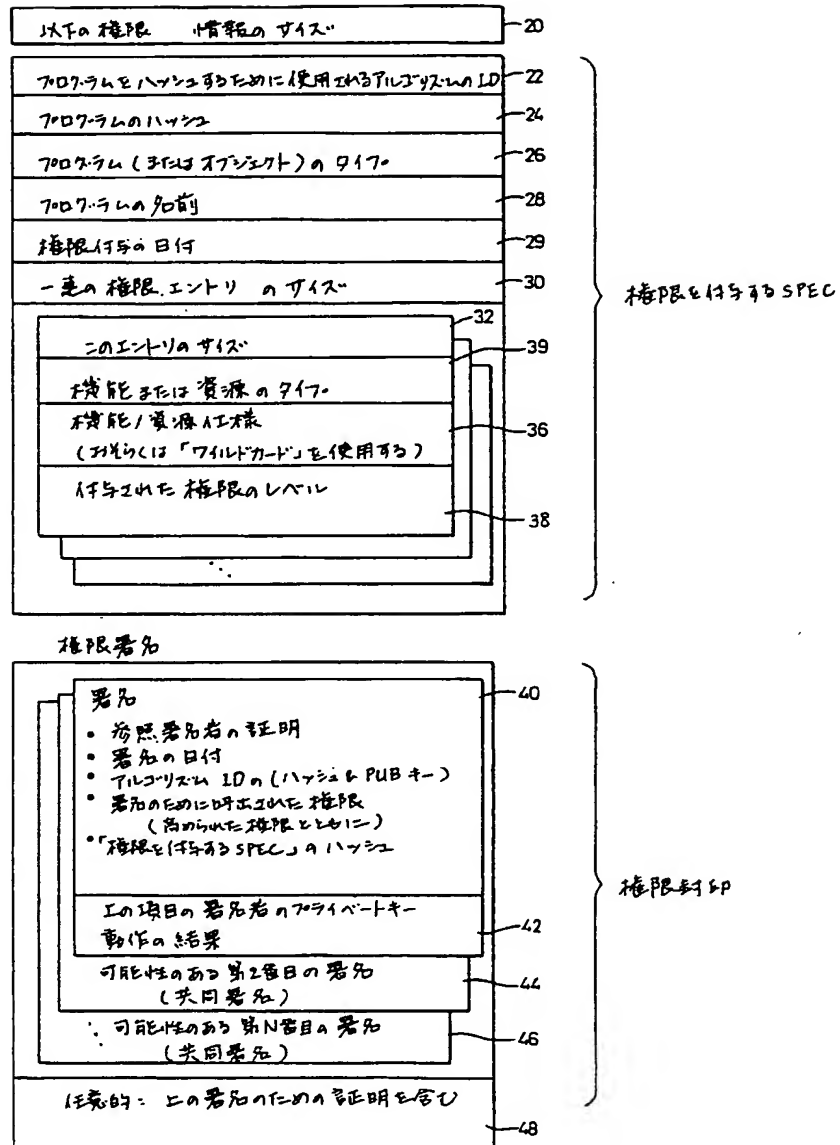 以下の権限 情報のサイズ 20
プログラムをハッシュするために使用されるアルゴリズムのID 22
プログラムのハッシュ 24
プログラム(またはオブジェクト)のタイプ 26
プログラムの名前 28
権限付与の日付 29
一連の権限エントリ のサイズ 30
権限を付与するSPEC
32
このエントリのサイズ
39
機能または資源のタイプ
機能/資源仕様 36
(おそらくは「ワイルドカード」を使用する)
付与された権限のレベル
38
権限署名
署名 40
・参照署名者の証明
・署名の日付
・アルゴリズム IDの(ハッシュ&PUBキー)
・署名のために呼出された権限
(高められた権限とともに)
・「権限を付与するSPEC」のハッシュ
権限封印
上の項目の署名者のプライベートキー
動作の結果 42
可能性のある第2番目の署名 44
(共同署名)
可能性のある第N番目の署名 46
(共同署名)
任意的: 上の署名のための証明を含む
48